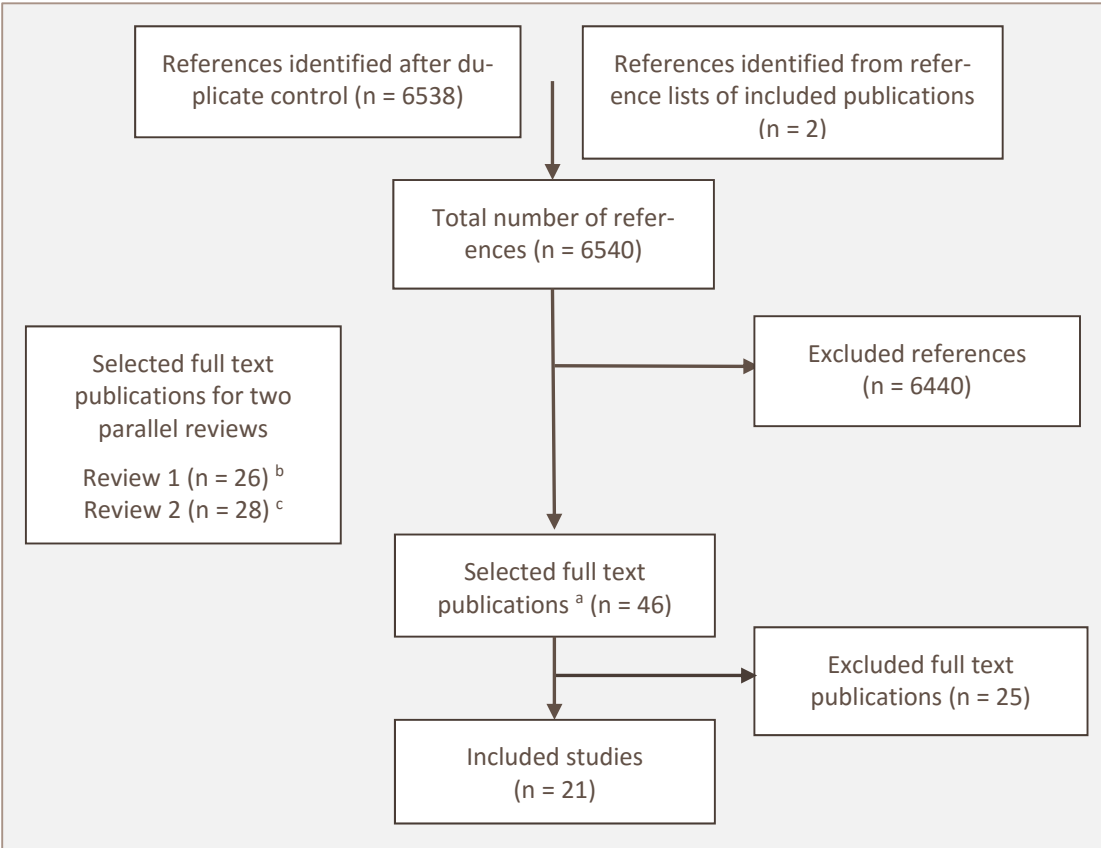 References identified after du-
plicate control (n = 6538)
References identified from refer-
ence lists of included publications
(n = 2)
Total number of refer-
ences (n = 6540)
Excluded references
(n = 6440)
Selected full text
publications for two
parallel reviews
Review 1 (n = 26) ᵇ
Review 2 (n = 28) ᶜ
Selected full text
publications ᵃ (n = 46)
Excluded full text
publications (n = 25)
Included studies
(n = 21)